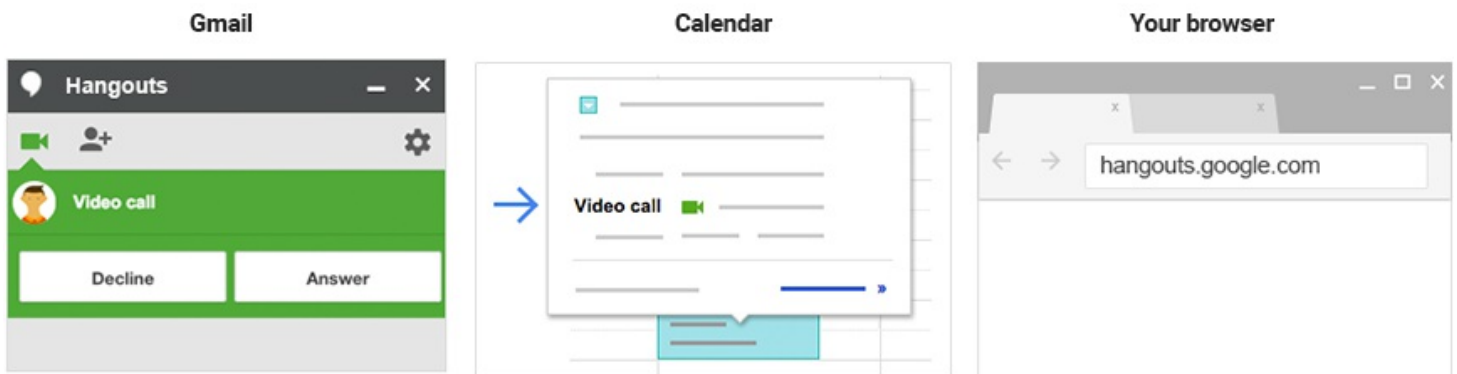 Gmail
Hangouts
Video call
Decline
Answer
Calendar
Video call
Your browser
x
x
hangouts.google.com